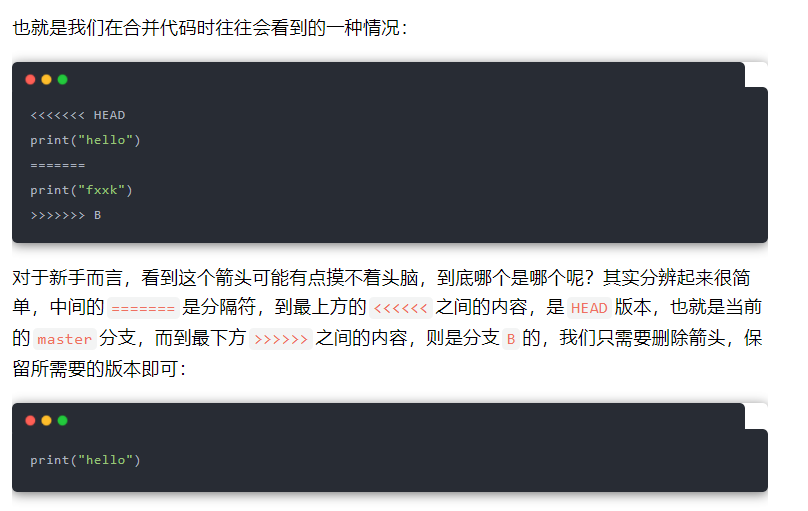 也就是我们在合并代码时往往会看到的一种情况：
<<<<<<< HEAD
print("hello")
=======
print("fxxk")
>>>>>>> B
对于新手而言，看到这个箭头可能有点摸不着头脑，到底哪个是哪个呢？其实分辨起来很简
单，中间的 ======= 是分隔符，到最上方的 <<<<<< 之间的内容，是 HEAD 版本，也就是当前
的 master 分支，而到最下方 >>>>>> 之间的内容，则是分支 B 的，我们只需要删除箭头，保
留所需要的版本即可：
print("hello")